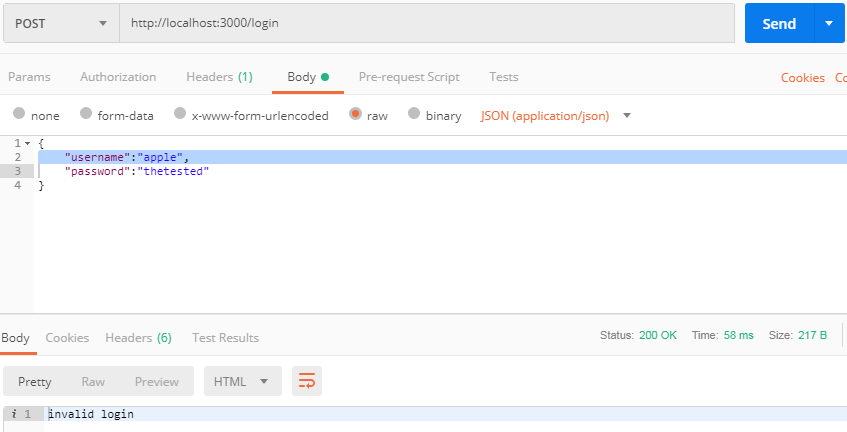 POST http://localhost:3000/login Send
Params Authorization Headers (1) Body Pre-request Script Tests Cookies Co
none form-data x-www-form-urlencoded raw binary JSON (application/json)
1 {
2 "username":"apple",
3 "password":"thetested"
4 }
Body Cookies Headers (6) Test Results Status: 200 OK Time: 58 ms Size: 217 B
Pretty Raw Preview HTML
i 1 invalid login